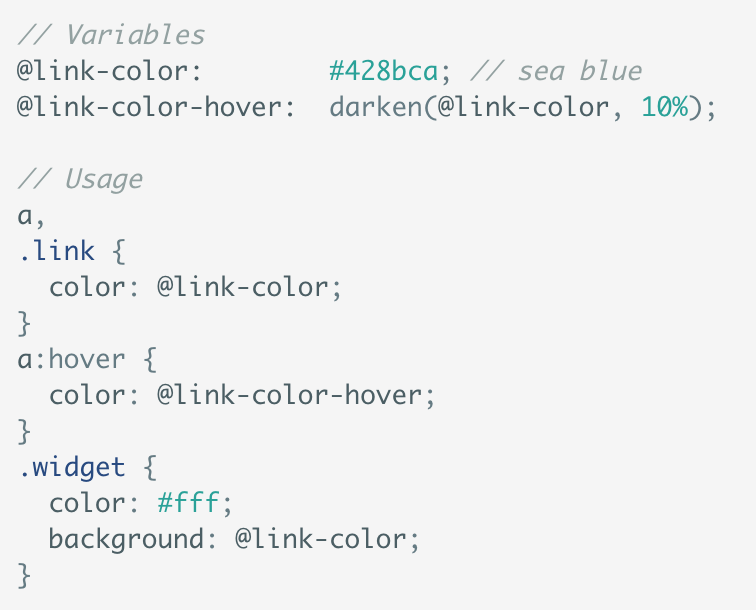 // Variables
@link-color:        #428bca; // sea blue
@link-color-hover:  darken(@link-color, 10%);

// Usage
a,
.link {
  color: @link-color;
}
a:hover {
  color: @link-color-hover;
}
.widget {
  color: #fff;
  background: @link-color;
}